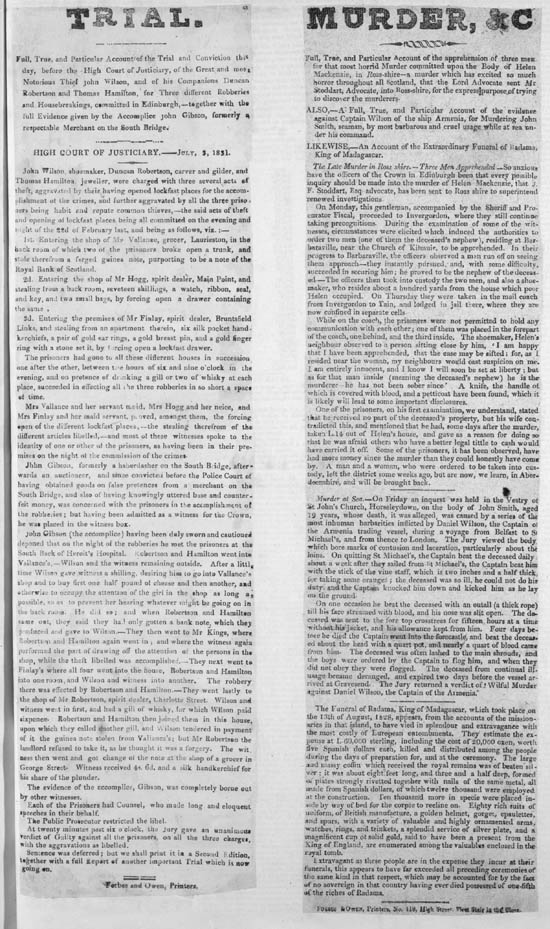 TRIAL.
Full, True, and Particular Account of the Trial and Conviction this
day, before the High Court of Justiciary, of the Great and most
Notorious Thief John Wilson, and of his Companions Duncan
Robertson and Thomas Hamilton, for Three different Robberies
and Housebreakings, committed in Edinburgh,—together with the
full Evidence given by the Accomplice John Gibson, formerly a
respectable Merchant on the South Bridge.
HIGH COURT OF JUSTICIARY.—JULY,
John Wilson, shoemaker, Duncan Robertson, carver and gilder, and
Thomas Hamilton, jeweller, were charged with three several acts of
theft, aggravated by their having opened lockfast places for the accom-
plishment of the crimes, and further aggravated by all the three priso-
ners being habit and repute common thieves,—the said acts of theft
and opening of lockfast places being all committed on the evening and
night of the 22d of February last, and being as follows, viz. :—
1st. Entering the shop of Mr Vallance, grocer, Lauriston, in the
back room of which two of the prisoners broke open a trunk, and
stole therefrom a forged guinea note, purporting to be a note of the
Royal Bank of Scotland.
2d. Entering the shop of Mr Hogg, spirit dealer, Main Point, and
stealing from a back room, seventeen shillings, a watch, ribbon, seal,
and key, and two small bags, by forcing open a drawer containing
the same.
3d. Entering the premises of Mr Finlay, spirit dealer, Bruntsfield
Links, and stealing from an apartment therein, six silk pocket hand-
kerchiefs, a pair of gold ear rings, a gold breast pin, and a gold finger
ring with a stone set it, by forcing open a lockfast drawer.
The prisoners had gone to all these different houses in succession
one after the other, between the hours of six and nine o'clock in the
evening, and on pretence of drinking a gill or two of whisky at each
place, succeeded in effecting all the three robberies in so short a space
of time.
Mrs Vallance and her servant maid, Mrs Hogg and her neice, and
Mrs Finlay and her maid servant, proved, amongst them, the forcing
open of the different lockfast places,—the stealing therefrom of the
different articles libelled,—and most of these witnesses spoke to the
identity of one or other of the prisoners, as having been in their pre-
mises on the night of the commission of the crimes.
John Gibson, formerly a haberdasher on the South Bridge, after-
wards an auctioneer, and since convicted before the Police Court of
having obtained goods on false pretences from a merchant on the
South Bridge, and also of having knowingly uttered base and counter-
feit money, was concerned with the prisoners in the accomplishment of
the robberies; but having been admitted as a witness for the Crown,
he was placed in the witness box.
John Gibson (the accomplice) having been duly sworn and cautioned
deponed that on the night of the robberies he met the prisoners at the
South Back of Heriot's Hospital. Robertson and Hamilton went into
Vallance's,—Wilson and the witness remaining outside. After a little
time Wilson gave witness a shilling, desiring him to go into Vallance's
shop and to buy first one half pound of cheese and then another, and
otherwise to occupy the attention of the girl in the shop as long as
possible, so as to prevent her hearing whatever might be going on in
the back room. He did so; and when Robertson and Hamilton
came out, they said they had only gotten a bank note, which they
produced and gave to Wilson.—They then went to Mr Kings, where
Robertson and Hamilton again went in, and where the witness again
performed the part of drawing off the attention of the persons in the
shop, while the theft libelled was accomplished.—They next went to
Finlay's where all four went into the house, Robertson and Hamilton
into one room, and Wilson and witness into another. The robbery
there was effected by Robertson and Hamilton.—They went lastly to
the shop of Mr Robertson, spirit dealer, Charlotte Street. Wilson and
witness went in first, and had a gill of whisky, for which Wilson paid
sixpence. Robertson and Hamilton then joined them in this house,
upon which they called another gill, and Wilson tendered in payment
of it the guinea note stolen from Vallance's; but Mr Robertson the
landlord refused to take it, as he thought it was a forgery. The wit
ness then went and got change of the note at the shop of a grocer in
George Street. Witness received 4s. 6d. and a silk handkerchief for
his share of the plunder.
The evidence of the accomplice, Gibson, was completely borne out
by other witnesses.
Each of the Prisoners had Counsel, who made long and eloquent
speeches in their behalf.
The Public Prosecutor restricted the libel.
At twenty minutes past six o'clock, the Jury gave an unanimous
verdict of Guilty against all the prisoners, on all the three charges,
with the aggravations as libelled.
Sentence was deferred; but we shall print it in a Second Edition,
together with a full Report of another important Trial which is now
going on.
Forbes and Owen, Printers.
MURDER, &C
Full, True, and Particular Account of the apprehension of three men
for that most horrid Murder committed upon the Body of Helen
Mackenzie, in Ross-shire—a murder which has excited so much
horror throughout all Scotland, that the Lord Advocate sent Mr.
Stoddart, Advocate, into Ross-shire, for the express purpose of trying
to discover the murderers.
ALSO,—A Full, True, and Particular Account of the evidence
against Captain Wilson of the ship Armenia, for Murdering John
Smith, seaman, by most barbarous and cruel usage while at sea un-
der his command.
LIKEWISE,—An Account of the Extraordinary Funeral of Radama,
King of Madagascar.
The Late Murder in Ross shire.—Three Men Apprehended.—So anxious
have the officers of the Crown in Edinburgh been that every possible
inquiry should be made into the murder of Helen Mackenzie, that J.
F. Stoddart, Esq. advocate, has been sent to Ross shire to superintend
renewed investigations.
On Monday, this gentleman, accompanied by the Sheriff and Pro-
curator Fiscal, proceeded to Invergordon, where they still continue
taking precognitions. During the examination of some of the wit-
nesses, circumstances were elicited which induced the authorities to
order two men (one of them the deceased's nephew), residing at Bar-
baraville, near the Church of Kilmuir, to be apprehended. In their
progress to Barbaraville, the officers observed a man run off on seeing
them approach—they instantly pursued, and, with some difficulty,
succeeded in securing him; he proved to be the nephew of the deceas-
ed—The officers then took into custody the two men, and also a shoe-
maker, who resides about a hundred yards from the house which poor
Helen occupied. On Thursday they were taken in the mail coach
from Invergordon to Tain, and lodged in jail there, where they are
now confined in separate cells.
While on the coach, the prisoners were not permitted to hold any
communication with each other; one of them was placed in the forepart
of the coach, one behind, and the third inside. The shoemaker, Helen's
neighbour observed to a person sitting close by him, 'I am happy
that I have been apprehended, that the case may be sifted; for, as I
resided near the woman, my neighbours would cast suspicion on me.
I am entirely innocent, and I know I will soon be set at liberty; but
as for that man inside (meaning the deceased's nephew) he is the
murderer—he has not been sober since.' A knife, the handle of
which is covered with blood, and a petticoat have been found, which it
is likely will lead to some important disclosures.
One of the prisoners, on his first examination, we understand, stated
that he received no part of the deceased's property, but his wife con-
tradicted this, and mentioned that he had, some days after the murder,
taken L.14 out of Helen's house, and gave as a reason for doing so
that he was afraid others who have a better legal title to cash would
have carried it off. Some of the prisoners, it has been observed, have
had more money since the murder than they could honestly have come
by. A man and a woman, who were ordered to be taken into cus-
tody, left the district some weeks ago, but are now, we learn, in Aber-
deenshire, and will be brought back.
Murder at Sea.—On Friday an inquest was held in the Vestry of
St John's Church, Horselydown, on the body of John Smith, aged
19 years, whose death, it was alleged, was caused by a series of the
most inhuman barbarities inflicted by Daniel Wilson, the Captain of
the Armenia trading vessel, during a voyage from Belfast to St
Michael's, and from thence to London. The Jury viewed the body,
which bore marks of contusion and laceration, particularly about the
loins. On quitting St. Michael's, the Captain beat the deceased daily
about a week after they sailed from St Michael's, the Captain beat him
with the stick of the main staff, which is two inches and a half thick,
for taking some oranges; the deceased was so ill, he could not do his
duty and the Captain knocked him down and kicked him as he lay
on the ground.
On one occasion he beat the deceased with an eustall (a thick rope)
till his face streamed with blood, and his nose was slit open. The de-
ceased was sent to the fore top crosstrees for fifteen hours at a time
without his jacket, and his allowance kept from him. Four days be-
fore he died the Captain went into the forecastle, and beat the deceas-
ed about the head with a quart pot, and nearly a quart of blood came
from him. The deceased was often lashed to the main shrouds, and
the boys were ordered by the Captain to flog him, and when they
did not obey they were flogged. The deceased from continual ill-
usage became deranged, and expired two days before the vessel ar-
rived at Gravesend. The Jury returned a verdict of 'Wilful Murder
against Daniel Wilson, the Captain of the Armenia.'
The Funeral of Radama, King of Madagascar, which took place on
the 13th of August, 1828, appears, from the accounts of the mission-
aries in that island, to have vied in splendour and extravagance with
the most costly of European entombments. They estimate the ex-
pense at L.60,000 sterling, including the cost of 20,000 oxen, worth
five Spanish dollars each, killed and distributed among the people
during the days of preparation for, and at the ceremony. The large
and massy coffin which received the royal remains was of beaten sil-
ver; it was about eight feet long, and three and a half deep, formed
of plates strongly rivetted together with nails of the same metal, all
made from Spanish dollars, of which twelve thousand were employed
at the construction. Ten thousand more in specie were placed in-
side by way of bed for the corpse to recline on. Eighty rich suits of
uniform, of British manufacture, a golden helmet, gorget, epaulettes,
and spurs, with a variety of valuable and highly ornamented arms,
watches, rings, and trinkets, a splendid service of silver plate, and a
magnificent cup of solid gold, said to have been a present from the
King of England, are enumerated among the valuables enclosed in the
royal tomb.
Extravagant as these people are in the expense they incur at their
funerals, this appears to have far exceeded all preceding ceremonies of
the same kind in that respect, which may be accounted for by the fact
of no sovereign in that country having ever died possessed of one-fifth
of the riches of Radama.
Forbes & Owen, Printers, No. 118, High Street, First Stair in the Close.